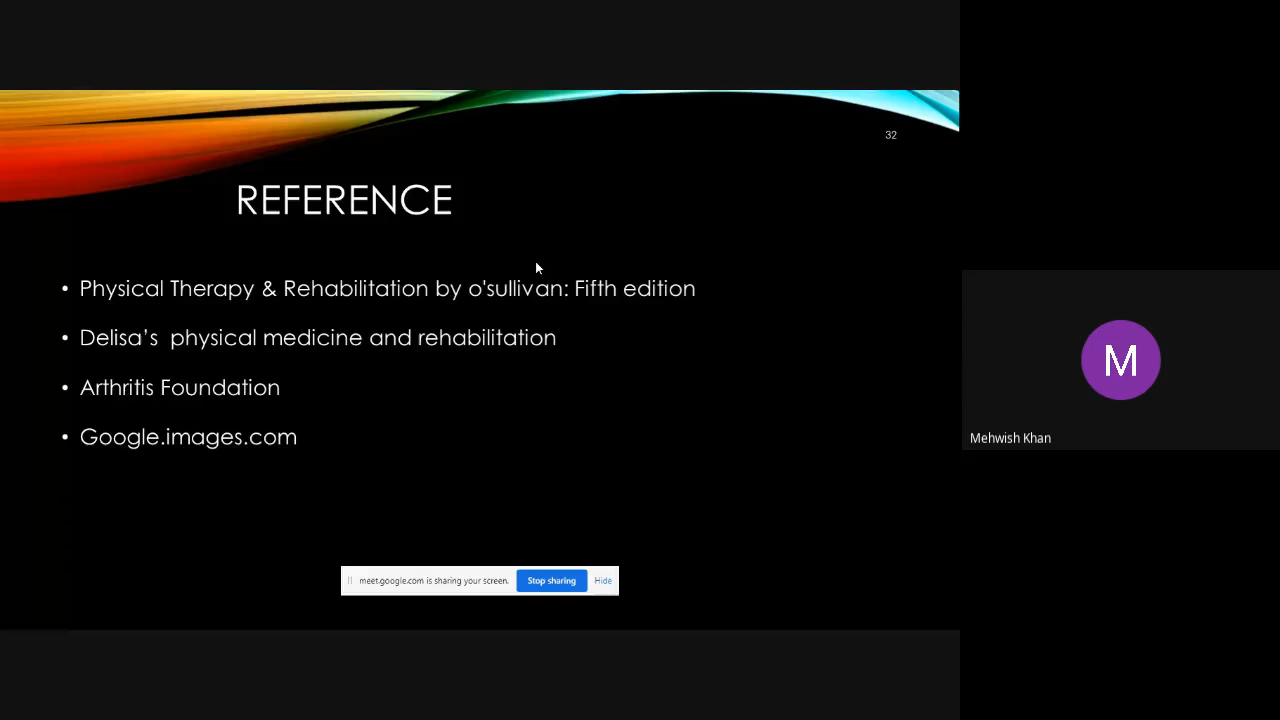 32
REFERENCE
• Physical Therapy & Rehabilitation by o'sullivan: Fifth edition
• Delisa’s  physical medicine and rehabilitation
• Arthritis Foundation
• Google.images.com
meet.google.com is sharing your screen.
Stop sharing
Hide
M
Mehwish Khan